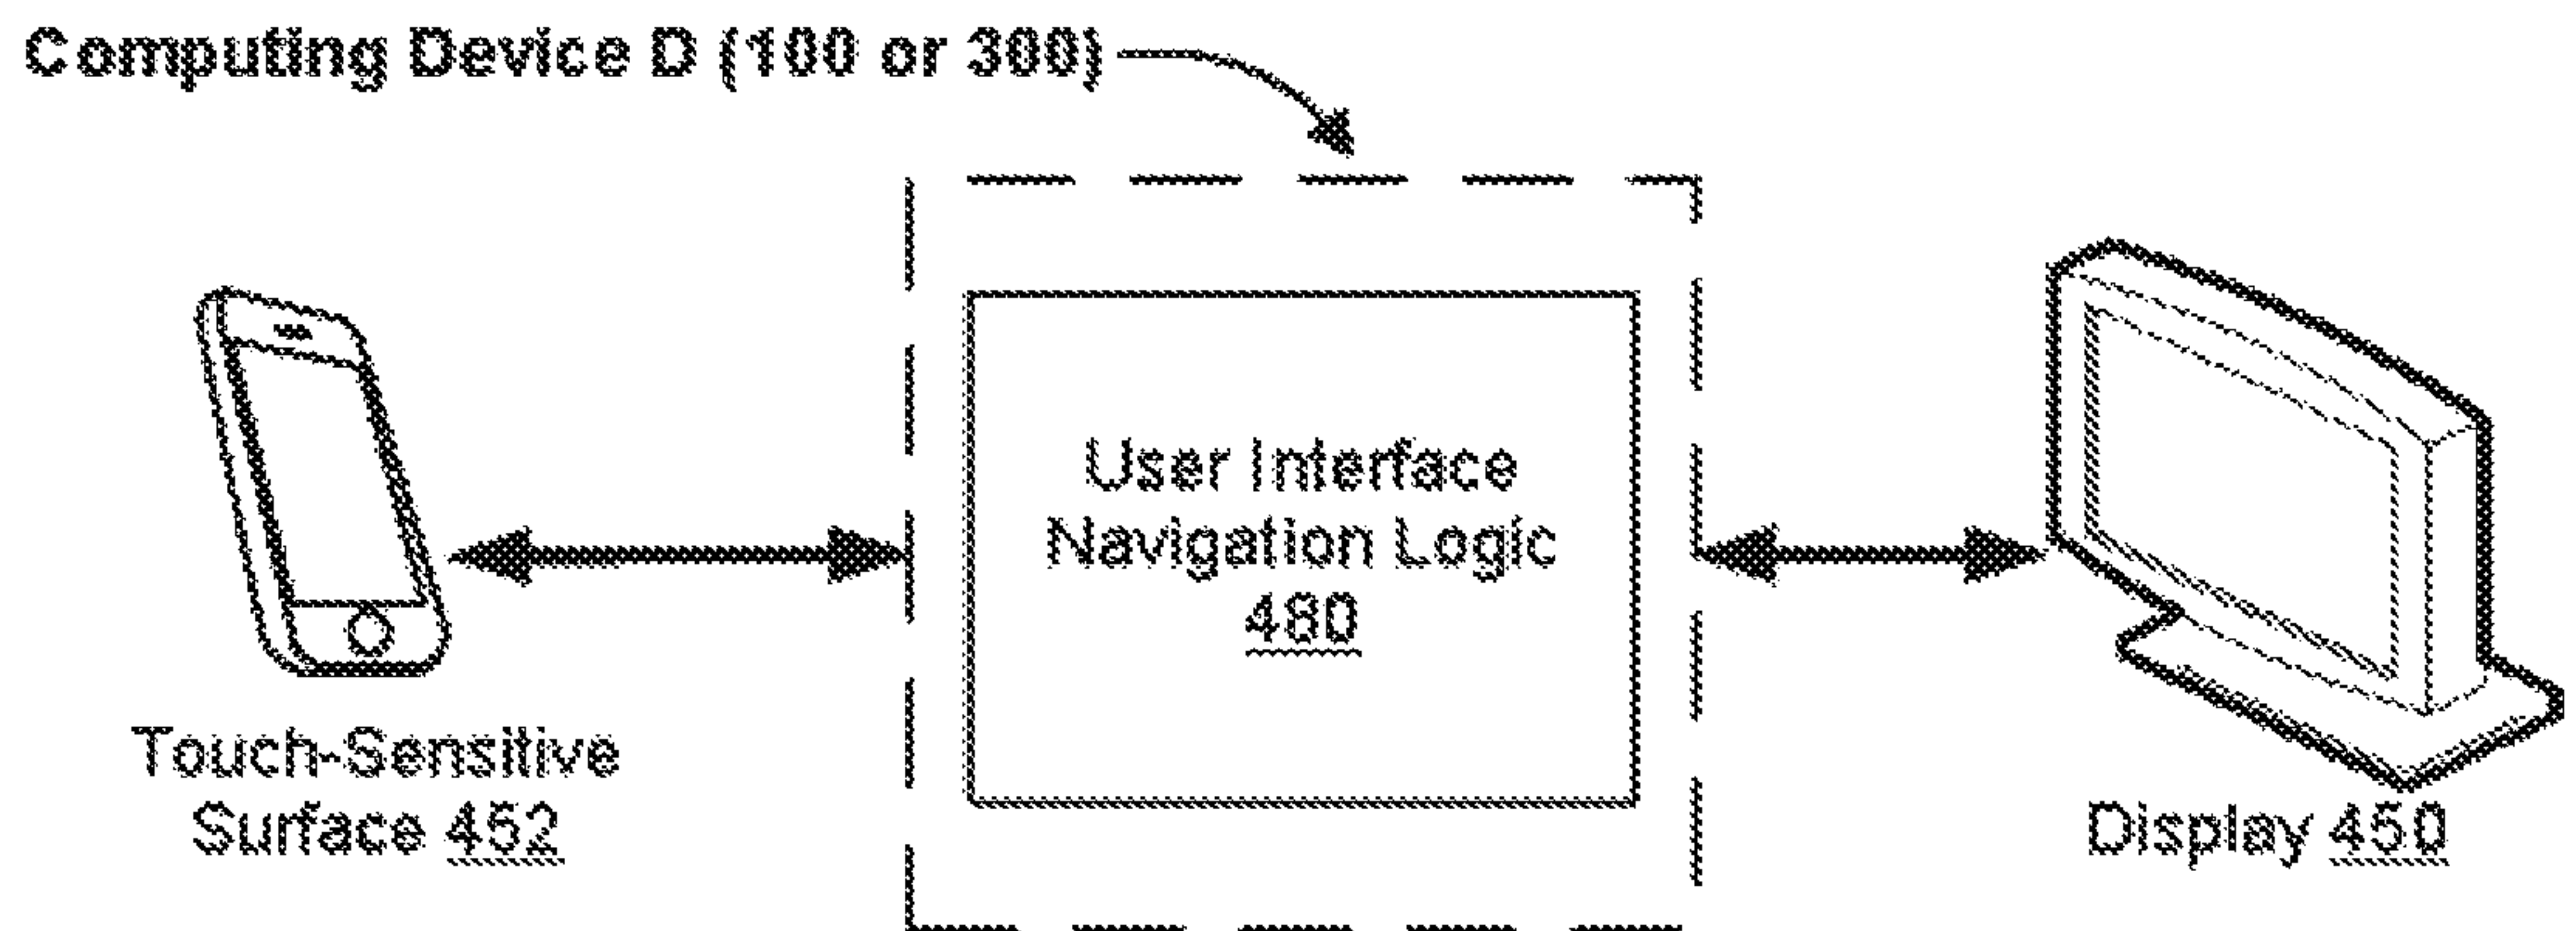 Computing Device D (100 or 300)
User Interface
Navigation Logic
480
Touch-Sensitive
Surface 452
Display 450